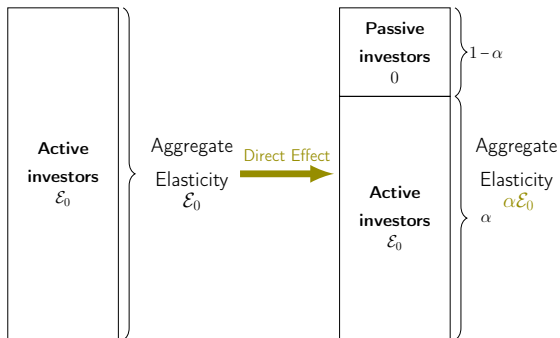 Active
investors
ℰ₀
Aggregate
Elasticity
ℰ₀
Direct Effect
Passive
investors
0
1−α
Active
investors
ℰ₀
α
Aggregate
Elasticity
αℰ₀